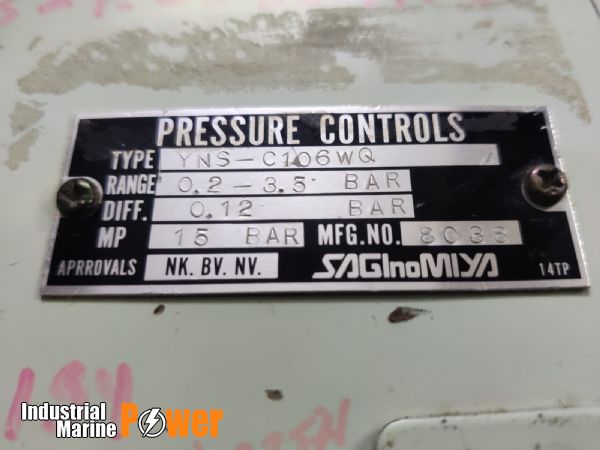 PRESSURE CONTROLS
TYPE YNS-C106WQ
RANGE 0.2-3.5 BAR
DIFF. 0.12 BAR
MP 15 BAR MFG.NO. 8038
APRROVALS NK. BV. NV. SAGInoMIYA 14TP
Industrial
Marine Power